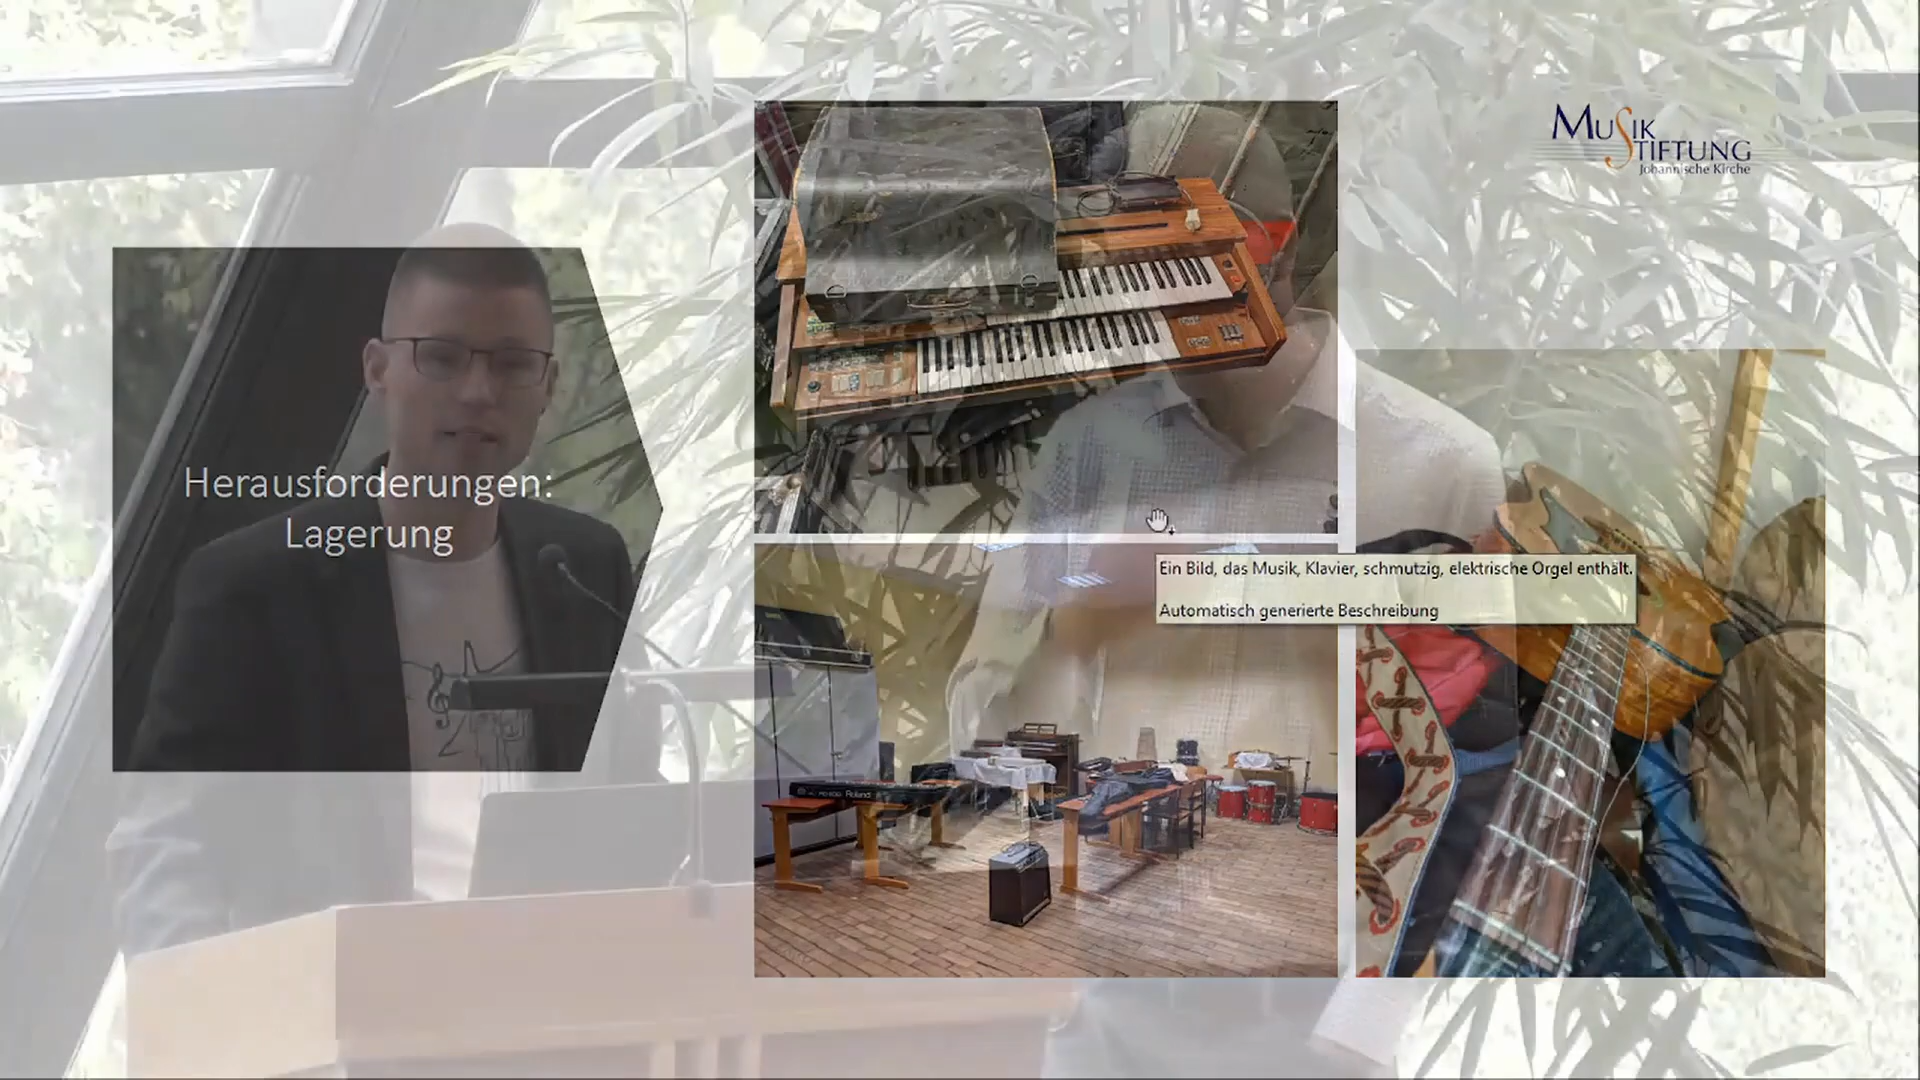 Musik
Stiftung
Johannische Kirche
Herausforderungen:
Lagerung
Ein Bild, das Musik, Klavier, schmutzig, elektrische Orgel enthält.
Automatisch generierte Beschreibung
Roland